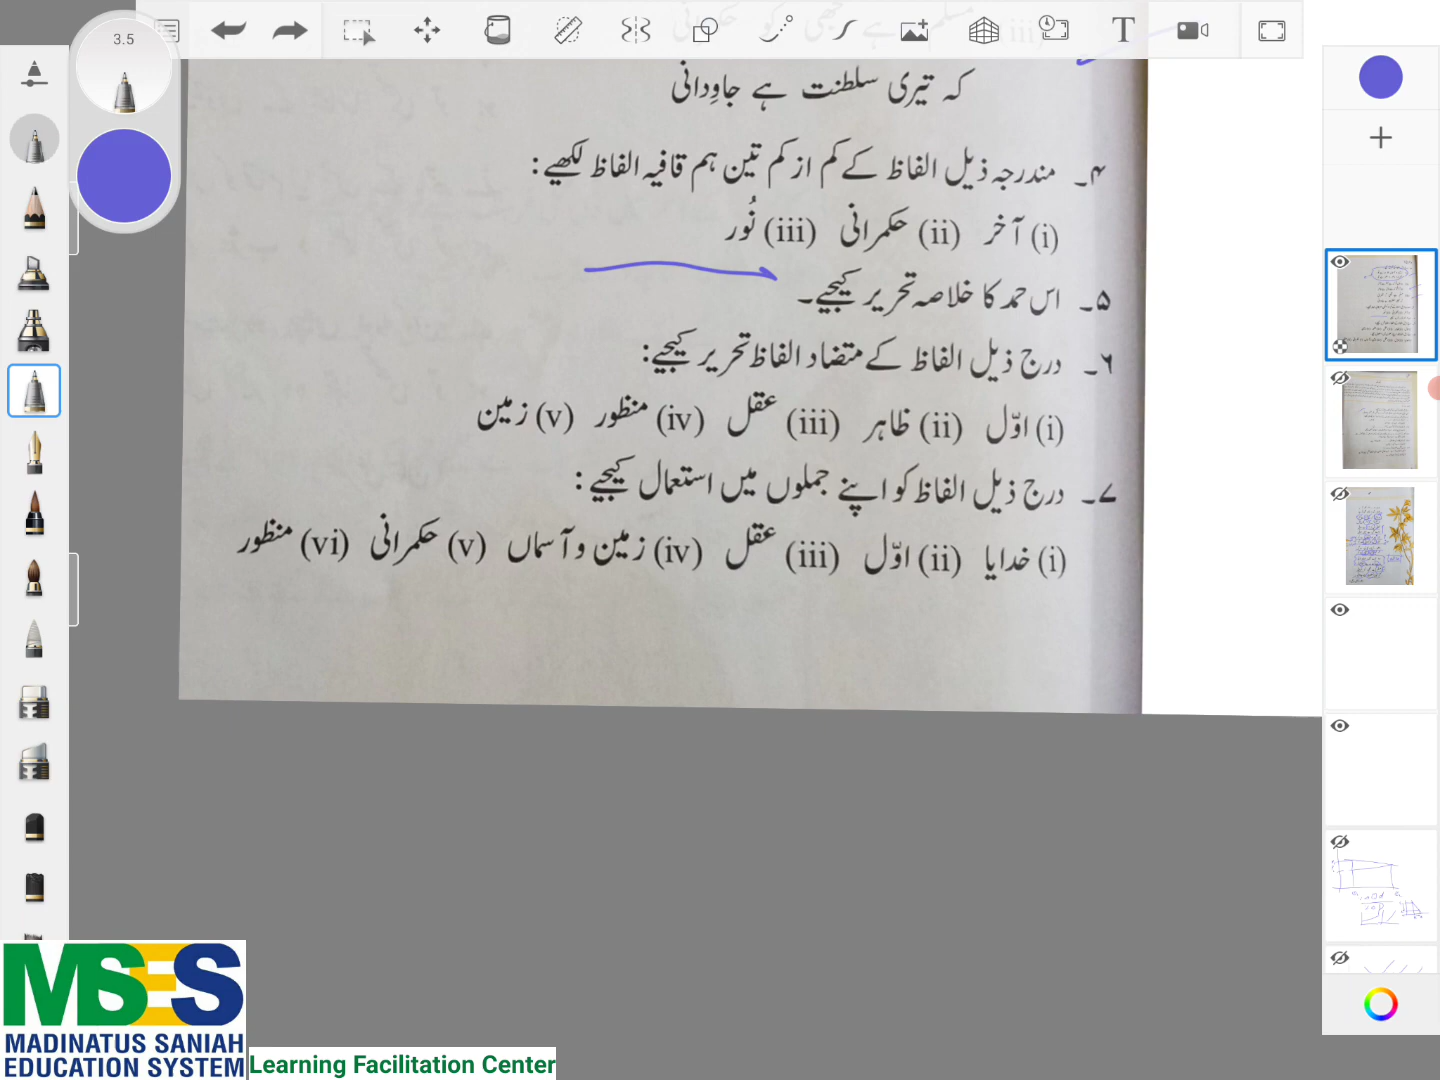 3.5
T
کہ تیری سلطنت ہے جاوِدانی
۴۔ مندرجہ ذیل الفاظ کے کم از کم تین ہم قافیہ الفاظ لکھیے:
(i) آخر (ii) حکمرانی (iii) نُور
۵۔ اس حمد کا خلاصہ تحریر کیجیے۔
۶۔ درج ذیل الفاظ کے متضاد الفاظ تحریر کیجیے:
(i) اوّل (ii) ظاہر (iii) عقل (iv) منظور (v) زمین
۷۔ درج ذیل الفاظ کو اپنے جملوں میں استعمال کیجیے:
(i) خدایا (ii) اوّل (iii) عقل (iv) زمین و آسماں (v) حکمرانی (vi) منظور
MSES
MADINATUS SANIAH
EDUCATION SYSTEM
Learning Facilitation Center